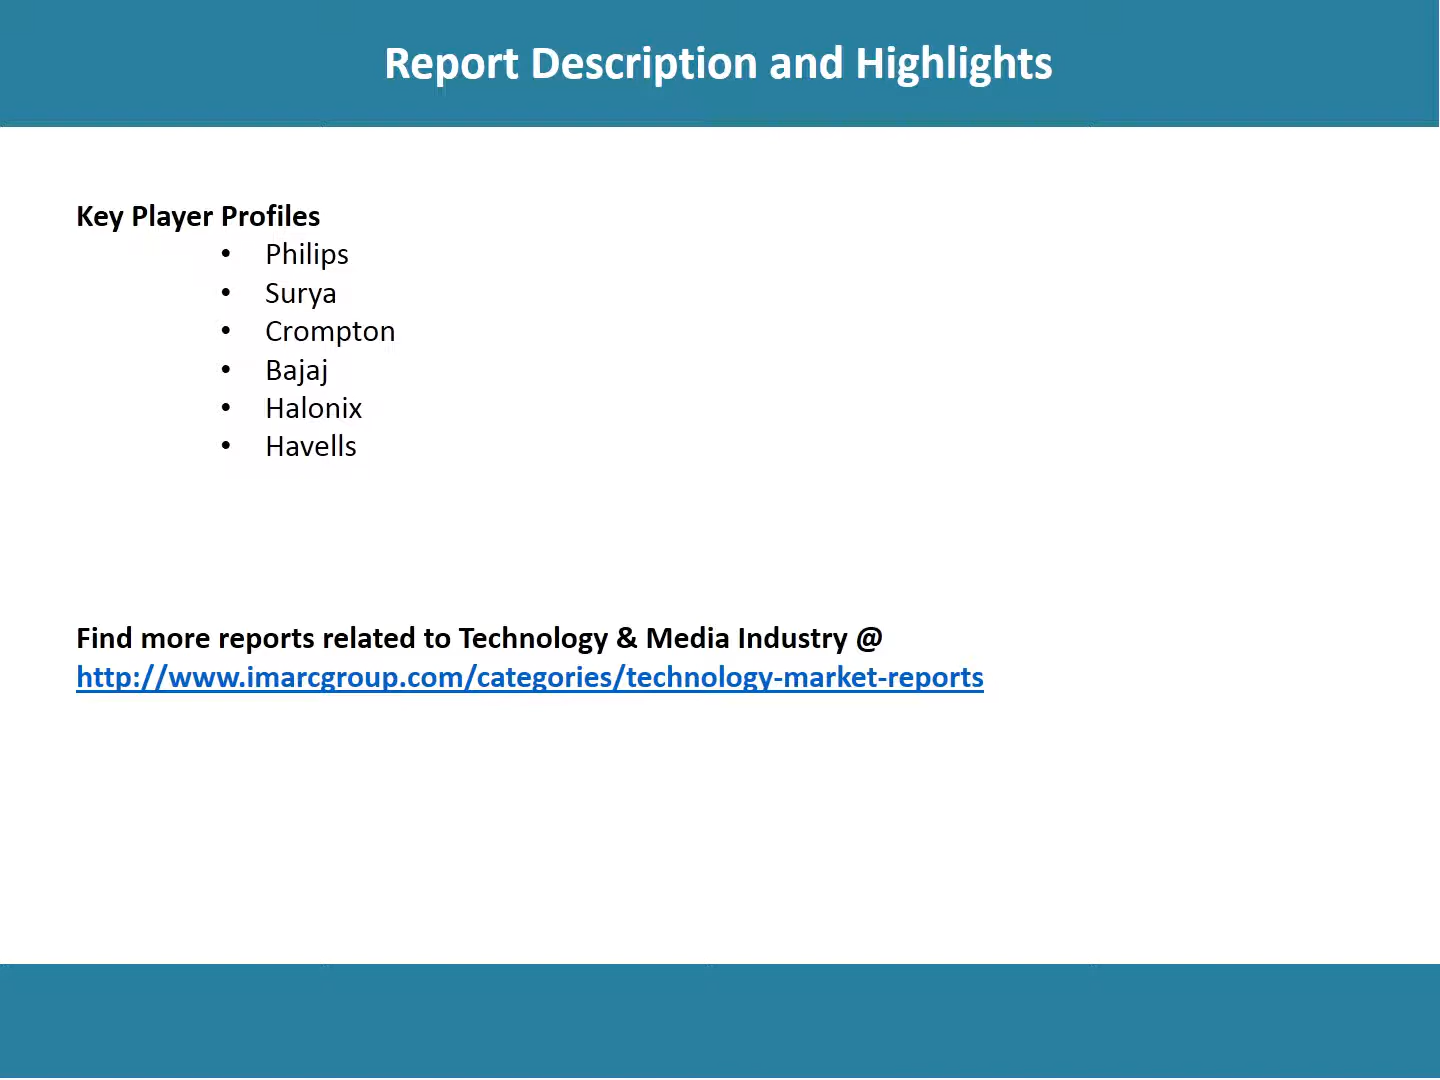 Report Description and Highlights
Key Player Profiles
• Philips
• Surya
• Crompton
• Bajaj
• Halonix
• Havells
Find more reports related to Technology & Media Industry @
http://www.imarcgroup.com/categories/technology-market-reports